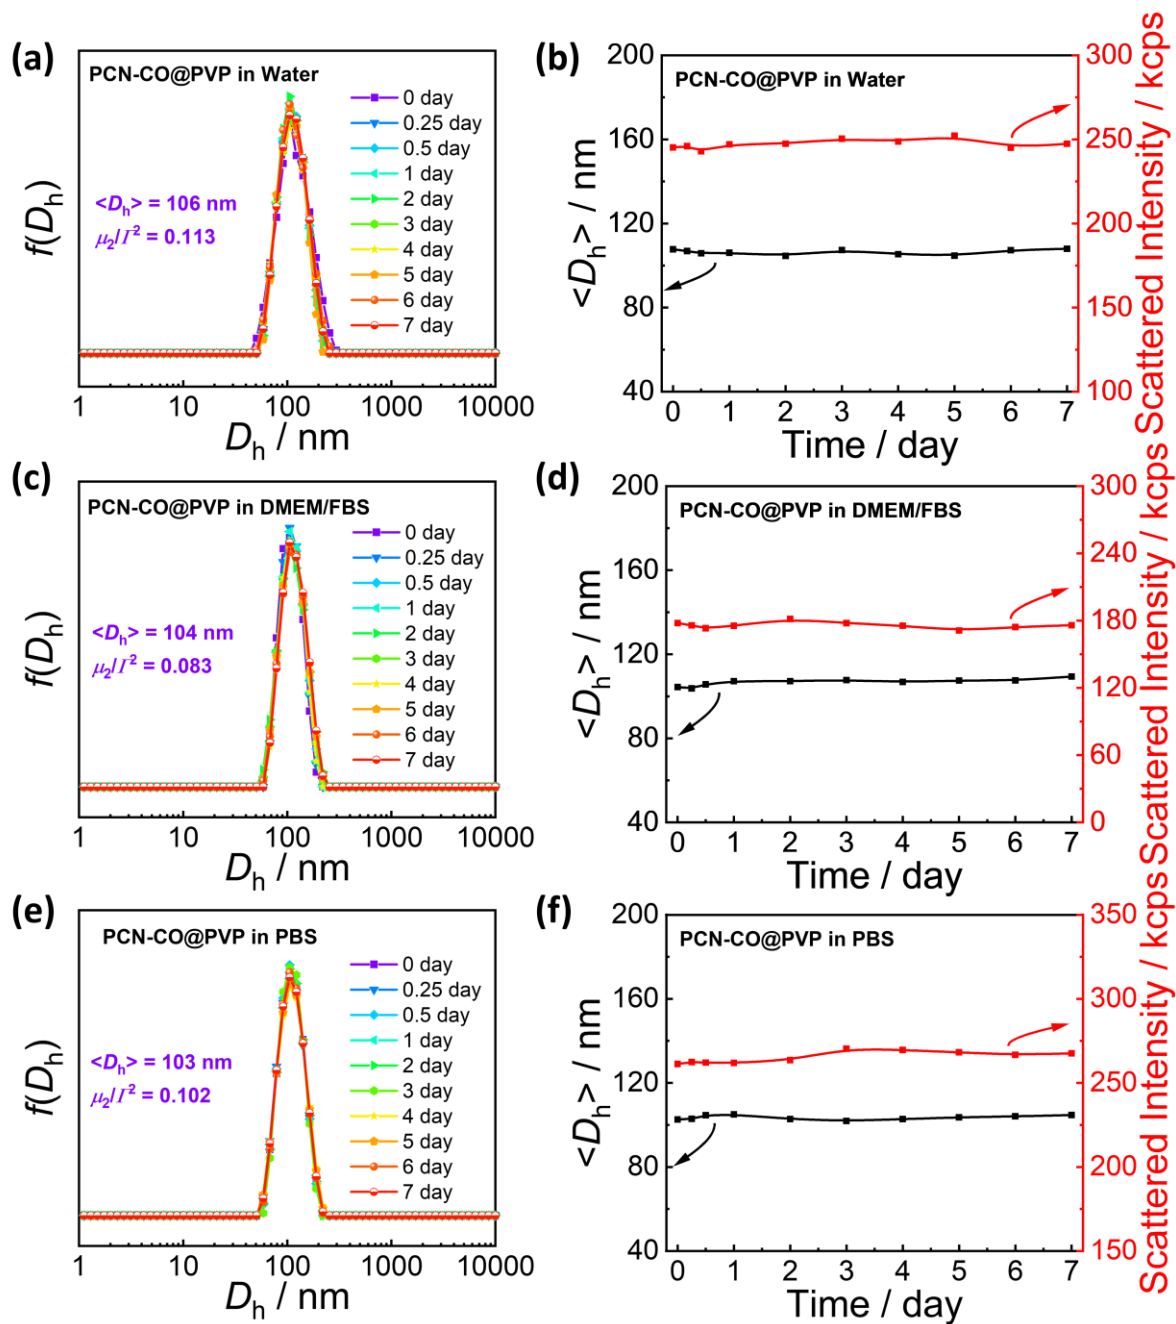 (a)
PCN-CO@PVP in Water
0 day
0.25 day
0.5 day
1 day
2 day
3 day
4 day
5 day
6 day
7 day
<Dh> = 106 nm
μ2/Γ² = 0.113
f(Dh)
1 10 100 1000 10000
Dh / nm
(b)
PCN-CO@PVP in Water
200
160
120
80
40
<Dh> / nm
300
250
200
150
100
Scattered Intensity / kcps
0 1 2 3 4 5 6 7
Time / day
(c)
PCN-CO@PVP in DMEM/FBS
0 day
0.25 day
0.5 day
1 day
2 day
3 day
4 day
5 day
6 day
7 day
<Dh> = 104 nm
μ2/Γ² = 0.083
f(Dh)
1 10 100 1000 10000
Dh / nm
(d)
PCN-CO@PVP in DMEM/FBS
200
160
120
80
40
<Dh> / nm
300
240
180
120
60
0
Scattered Intensity / kcps
0 1 2 3 4 5 6 7
Time / day
(e)
PCN-CO@PVP in PBS
0 day
0.25 day
0.5 day
1 day
2 day
3 day
4 day
5 day
6 day
7 day
<Dh> = 103 nm
μ2/Γ² = 0.102
f(Dh)
1 10 100 1000 10000
Dh / nm
(f)
PCN-CO@PVP in PBS
200
160
120
80
40
<Dh> / nm
350
300
250
200
150
Scattered Intensity / kcps
0 1 2 3 4 5 6 7
Time / day